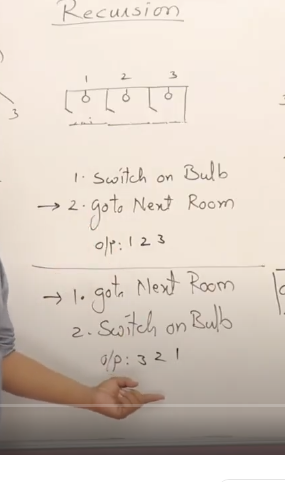 Recursion
1 2 3
3
1. Switch on Bulb
→ 2. goto Next Room
o/p: 1 2 3
→ 1. goto Next Room
2. Switch on Bulb
o/p: 3 2 1